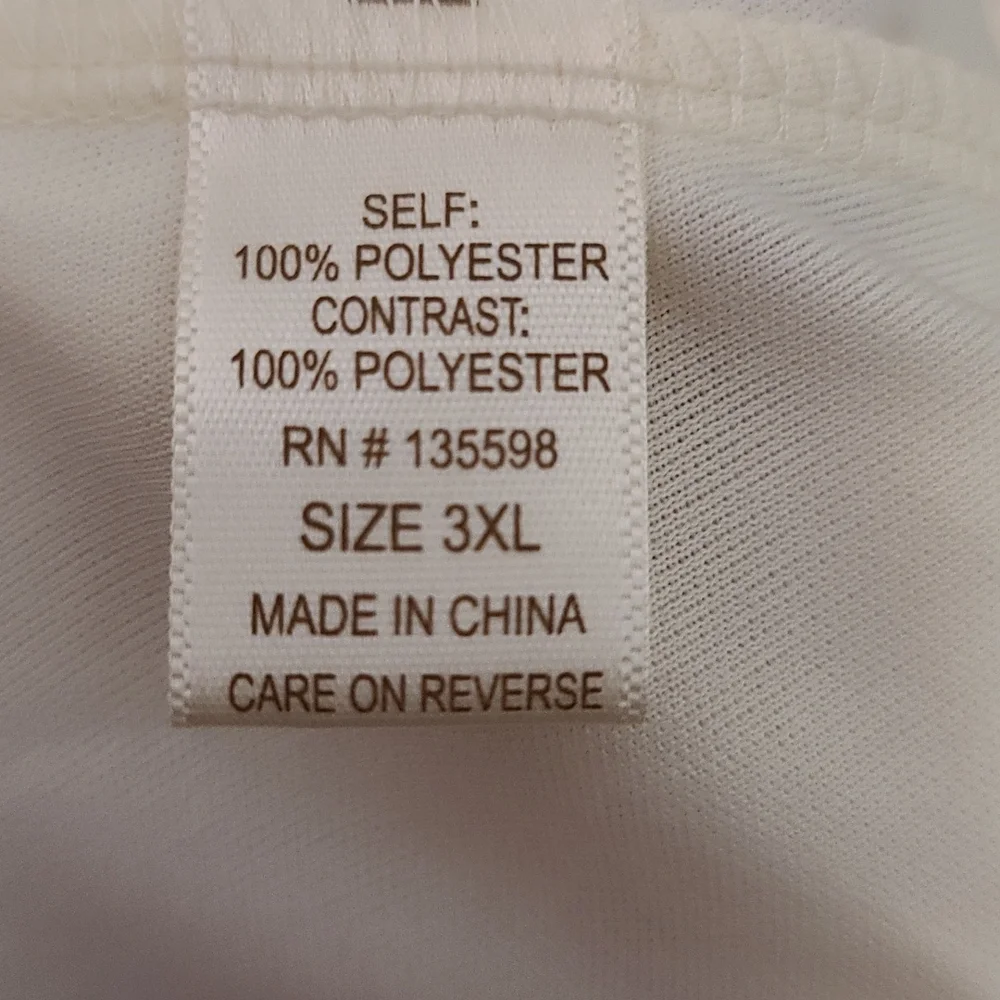 SELF:
100% POLYESTER
CONTRAST:
100% POLYESTER
RN # 135598
SIZE 3XL
MADE IN CHINA
CARE ON REVERSE